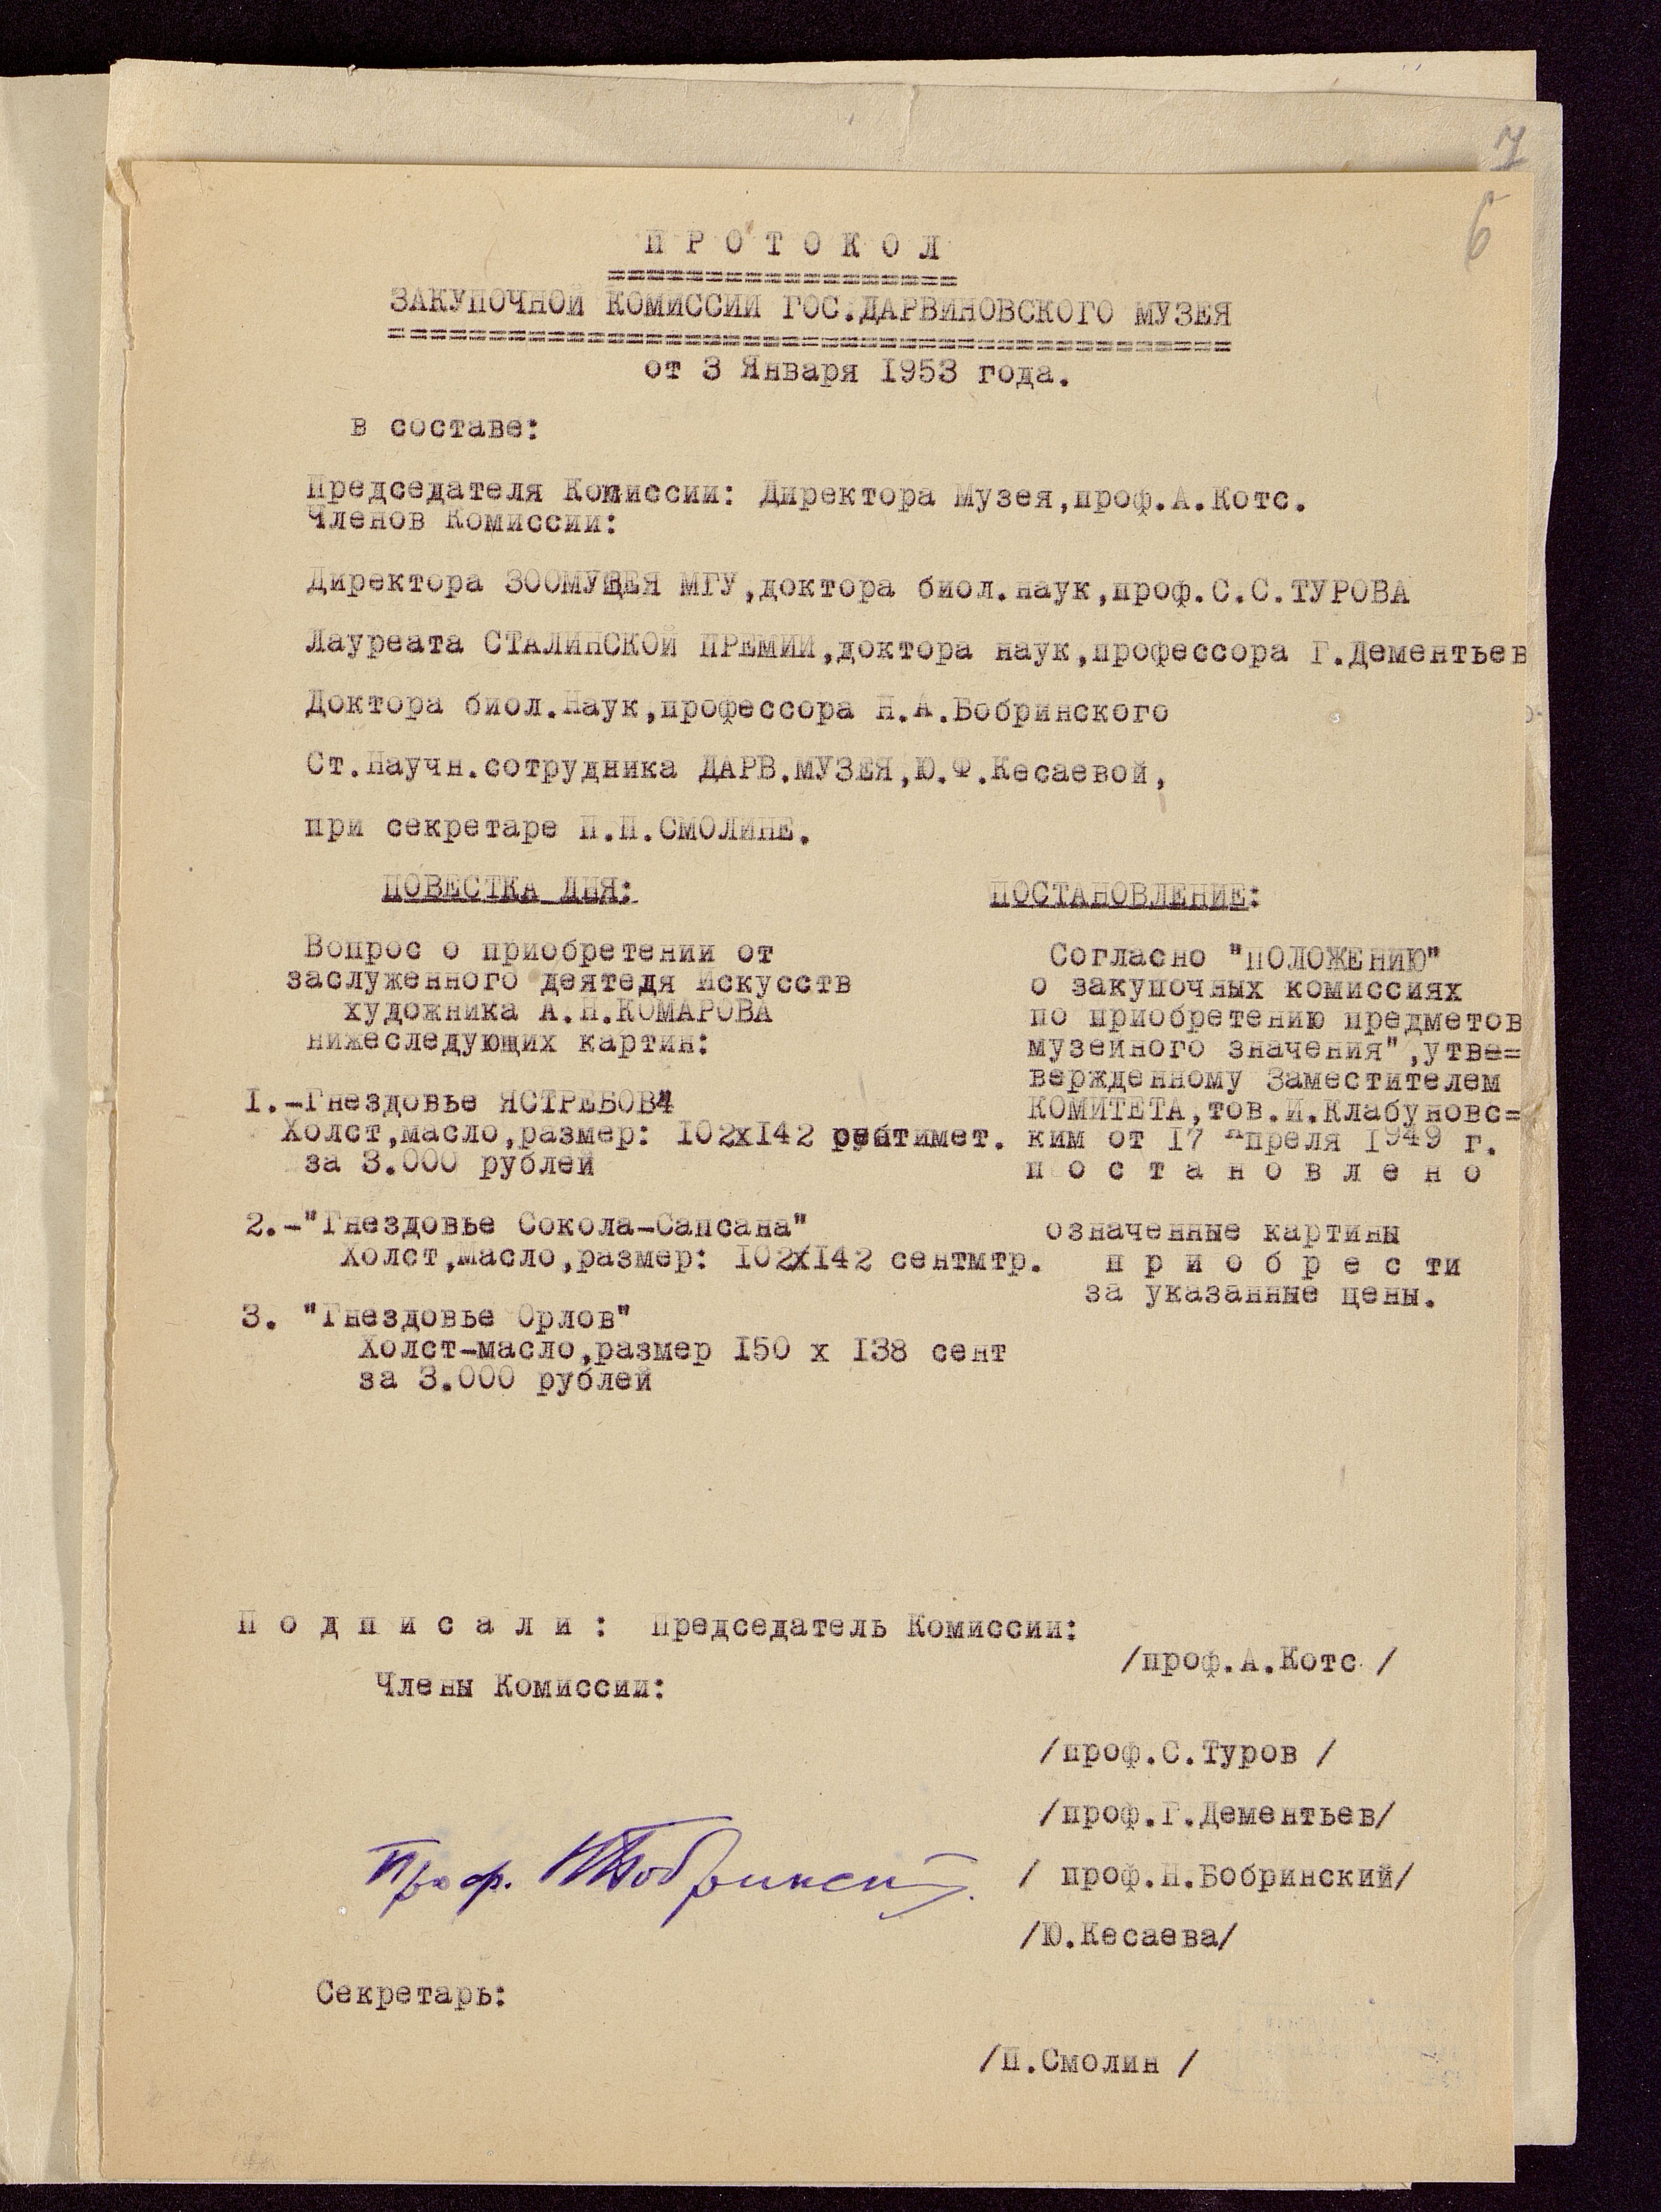 7
6
П Р О Т О К О Л
ЗАКУПОЧНОЙ КОМИССИИ ГОС.ДАРВИНОВСКОГО МУЗЕЯ
от 3 Января 1953 года.
в составе:
Председателя Комиссии: Директора Музея,проф.А.Котс.
Членов Комиссии:
Директора ЗООМУЗЕЯ МГУ,доктора биол.наук,проф.С.С.ТУРОВА
Лауреата СТАЛИНСКОЙ ПРЕМИИ,доктора наук,профессора Г.Дементьев
Доктора биол.Наук,профессора Н.А.Бобринского
Ст.Научн.сотрудника ДАРВ.МУЗЕЯ,Ю.Ф.Кесаевой,
при секретаре П.П.СМОЛИНЕ.
ПОВЕСТКА ДНЯ:
Вопрос о приобретении от
заслуженного деятедя Искусств
художника А.Н.КОМАРОВА
нижеследующих картин:
1.-Гнездовье ЯСТРЕБОВ"
Холст,масло,размер: 102х142 сантимет.
за 3.000 рублей
2.-"Гнездовье Сокола-Сапсана"
Холст,масло,размер: 102х142 сентмтр.
3. "Гнездовье Орлов"
Холст-масло,размер 150 х 138 сент
за 3.000 рублей
ПОСТАНОВЛЕНИЕ:
Согласно "ПОЛОЖЕНИЮ"
о закупочных комиссиях
по приобретению предметов
музейного значения",утве=
вержденному Заместителем
КОМИТЕТА,тов.И.Клабуновс=
ким от 17 Апреля 1949 г.
п о с т а н о в л е н о
означенные картины
п р и о б р е с ти
за указанные цены.
П о д п и с а л и : Председатель Комиссии:
/проф.А.Котс /
Члены Комиссии:
/проф.С.Туров /
/проф.Г.Дементьев/
Проф. НБобринский
/ проф.Н.Бобринский/
/Ю.Кесаева/
Секретарь:
/П.Смолин /